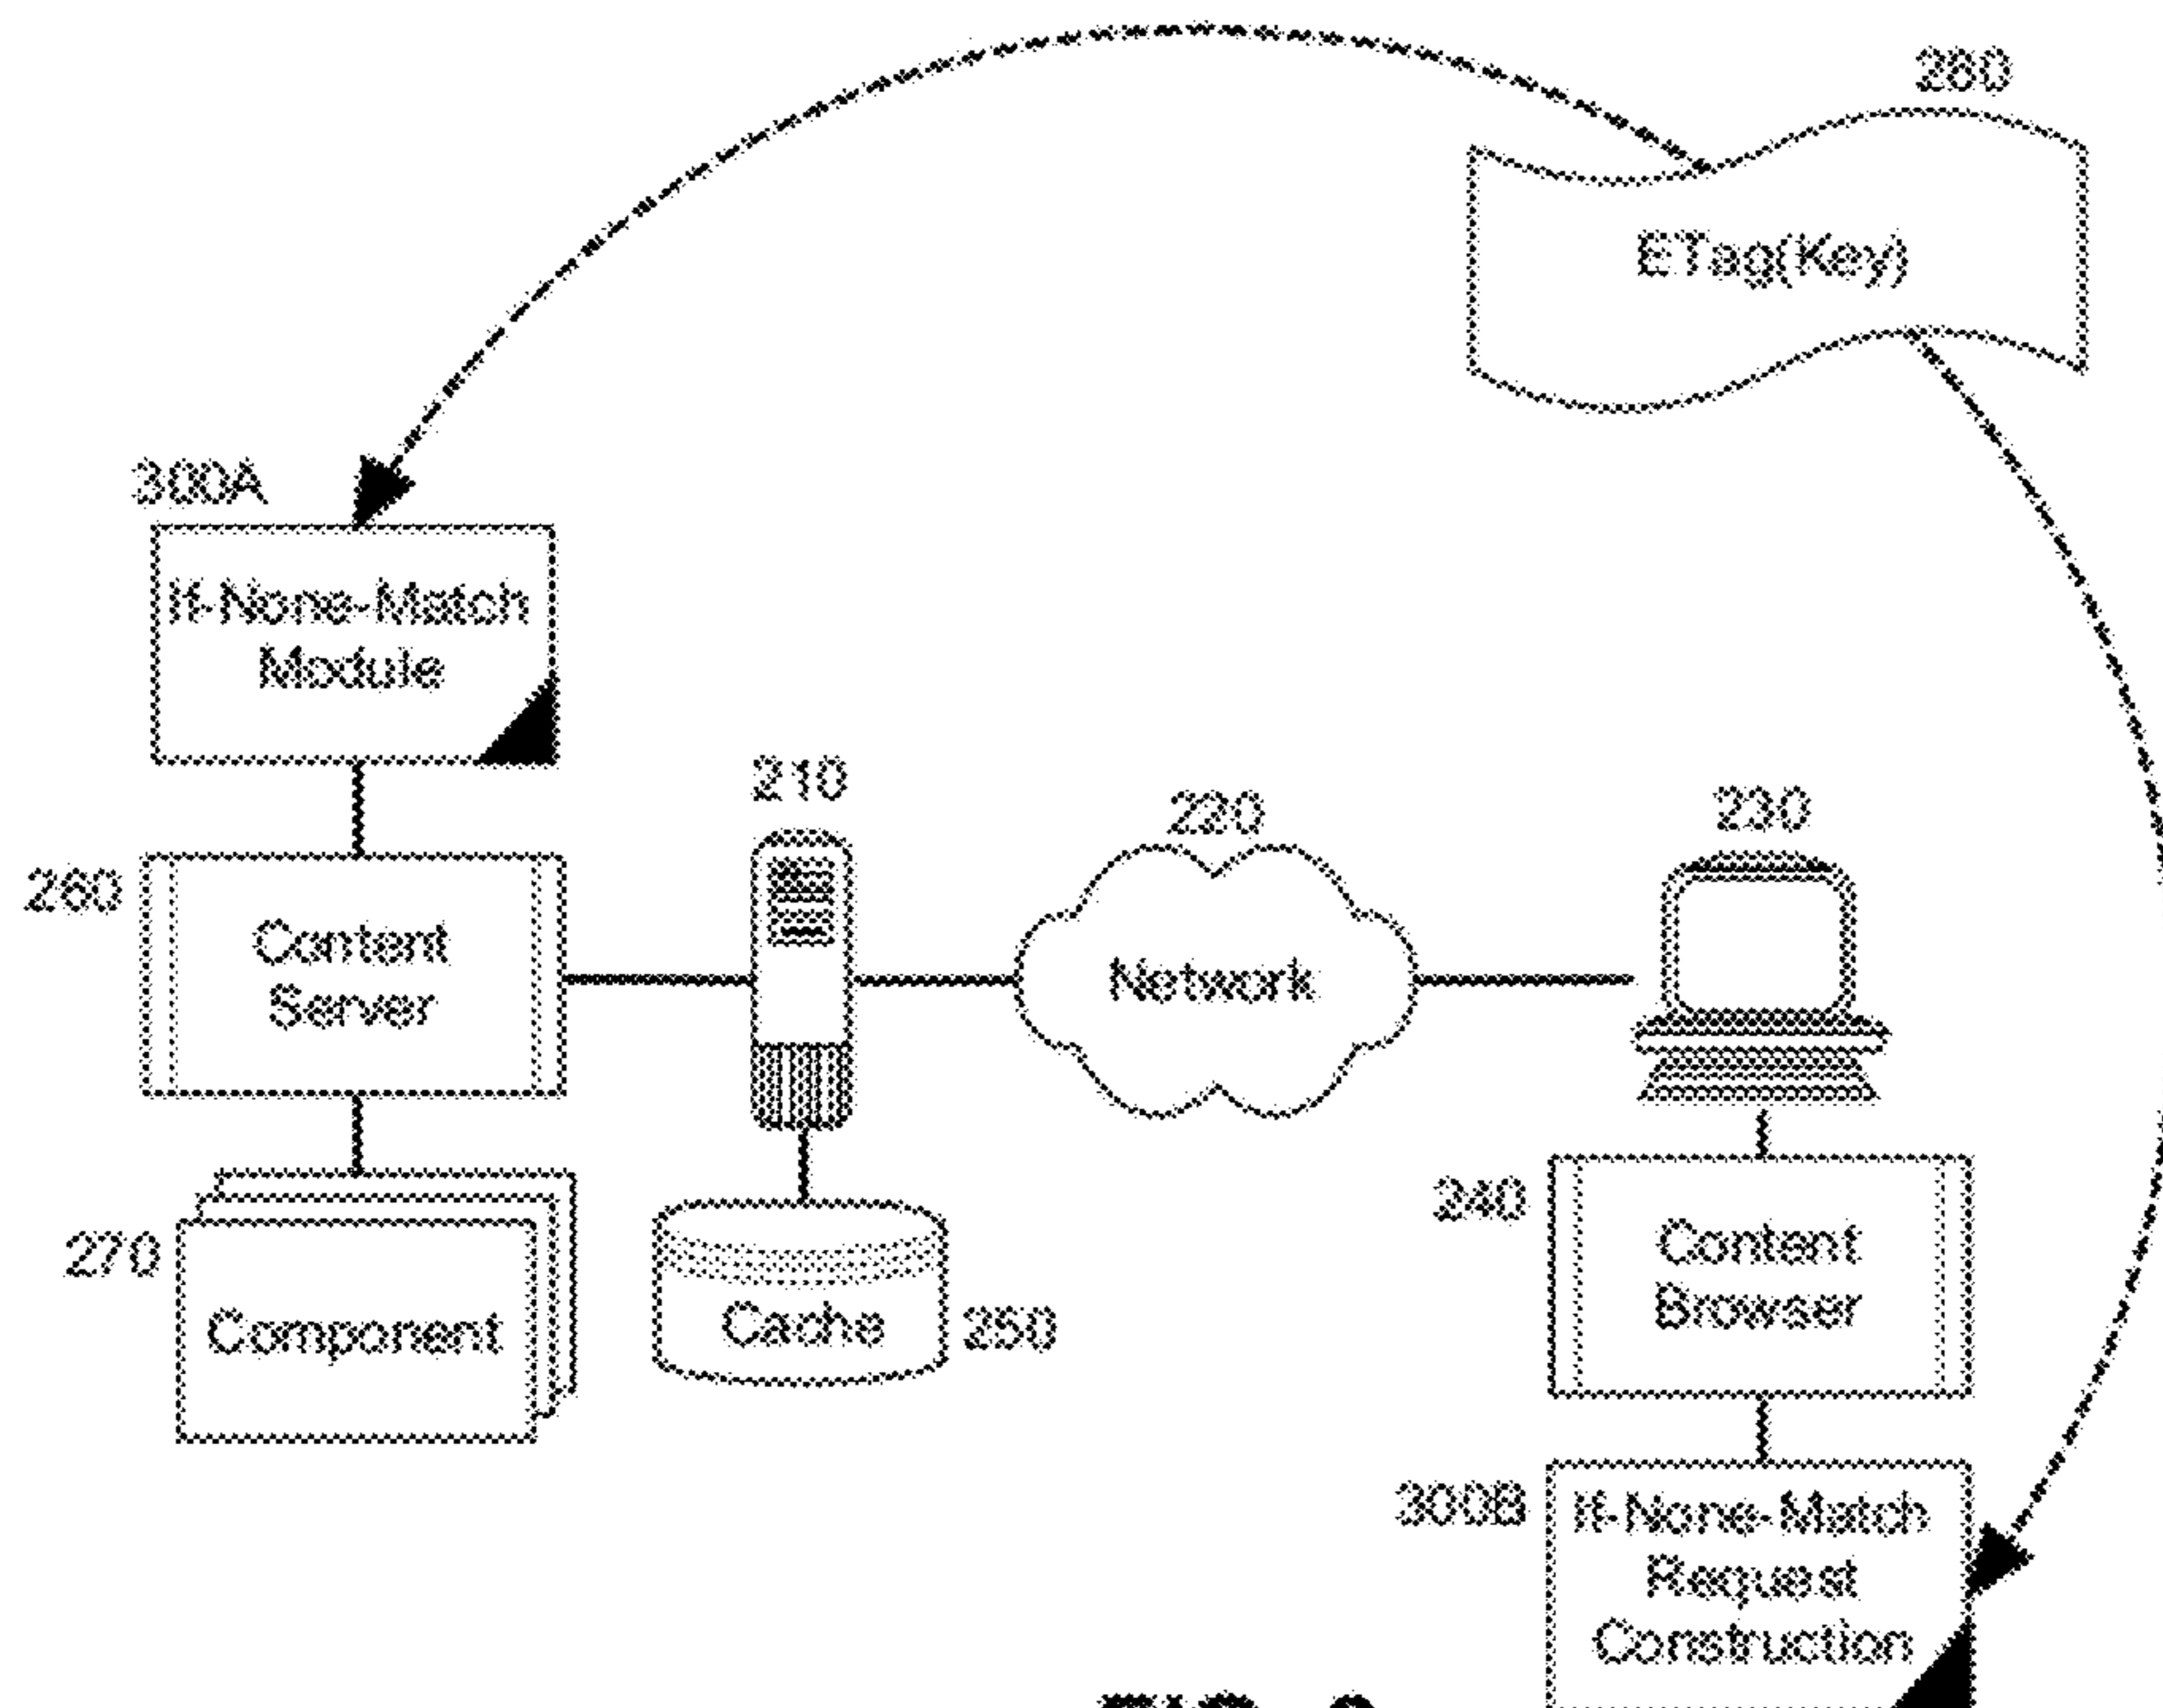 280
ETag(Key)
300A
If-None-Match
Module
210
220
230
260
Content
Server
Network
240
Content
Browser
270
Component
Cache
250
300B
If-None-Match
Request
Construction